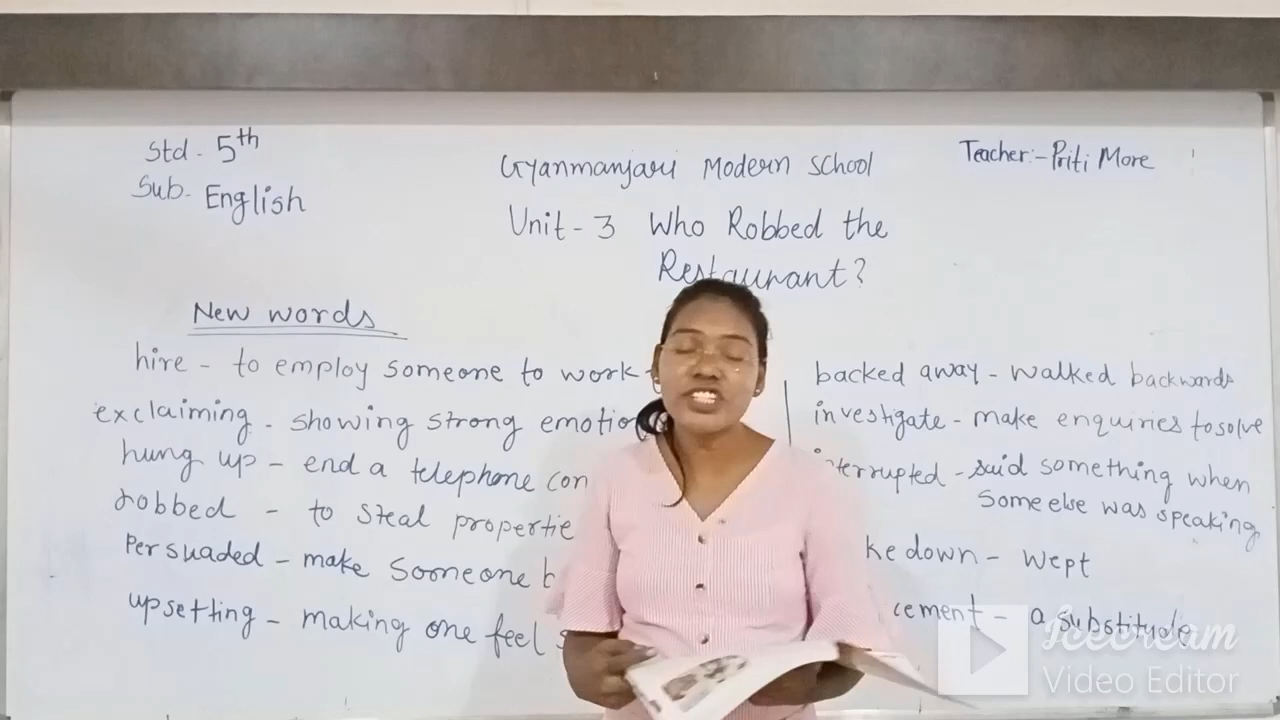 Std - 5th
Sub - English
Gyanmanjari Modern School
Teacher:- Priti More
Unit - 3 Who Robbed the
Restaurant?
New words
hire - to employ someone to work
exclaiming - showing strong emotion
hung up - end a telephone con
robbed - to steal propertie
Persuaded - make someone b
upsetting - making one feel s
backed away - walked backwards
investigate - make enquiries to solve
interrupted - said something when
some else was speaking
ke down - wept
cement - a substitude
Icecream
Video Editor